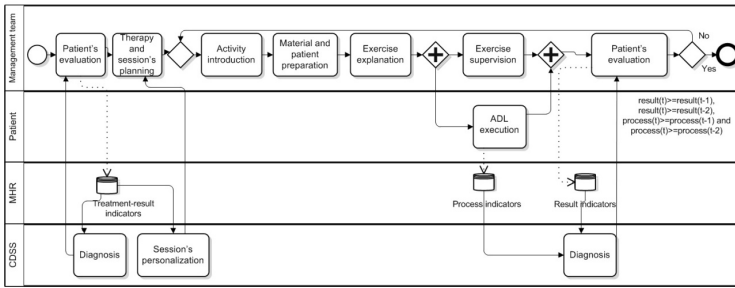 Management team
Patient's
evaluation
Therapy and
session's
planning
Activity
introduction
Material and
patient
preparation
Exercise
explanation
Exercise
supervision
Patient's
evaluation
No
Yes
Patient
ADL
execution
result(t)>=result(t-1),
result(t)>=result(t-2),
process(t)>=process(t-1) and
process(t)>=process(t-2)
MHR
Treatment-result
indicators
Process indicators
Result indicators
CDSS
Diagnosis
Session's
personalization
Diagnosis